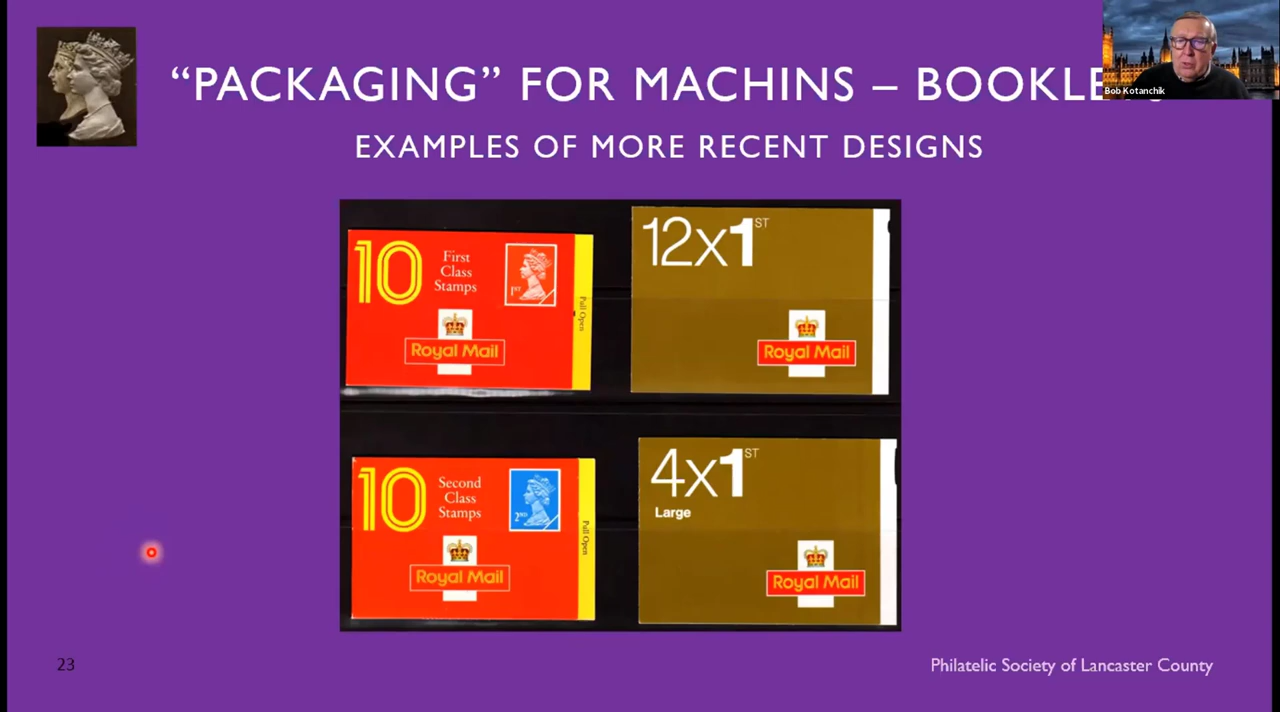 “PACKAGING” FOR MACHINS – BOOKLE
Bob Kotanchik
EXAMPLES OF MORE RECENT DESIGNS
10
First
Class
Stamps
1ST
Pull Open
Royal Mail
12x1ST
Royal Mail
10
Second
Class
Stamps
2ND
Pull Open
Royal Mail
4x1ST
Large
Royal Mail
23
Philatelic Society of Lancaster County